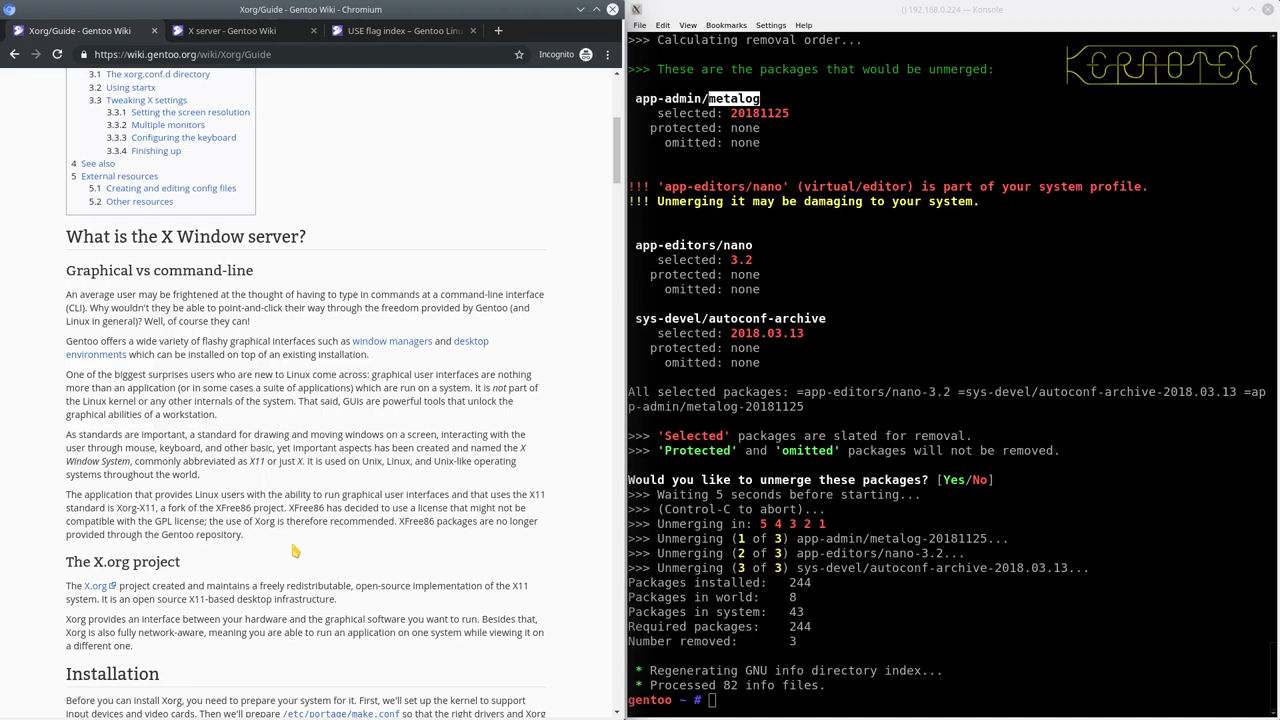 Xorg/Guide - Gentoo Wiki - Chromium
Xorg/Guide - Gentoo Wiki
X server - Gentoo Wiki
USE flag index – Gentoo Linu
https://wiki.gentoo.org/wiki/Xorg/Guide
Incognito
3.1 The xorg.conf.d directory
3.2 Using startx
3.3 Tweaking X settings
3.3.1 Setting the screen resolution
3.3.2 Multiple monitors
3.3.3 Configuring the keyboard
3.3.4 Finishing up
4 See also
5 External resources
5.1 Creating and editing config files
5.2 Other resources
What is the X Window server?
Graphical vs command-line
An average user may be frightened at the thought of having to type in commands at a command-line interface
(CLI). Why wouldn't they be able to point-and-click their way through the freedom provided by Gentoo (and
Linux in general)? Well, of course they can!
Gentoo offers a wide variety of flashy graphical interfaces such as window managers and desktop
environments which can be installed on top of an existing installation.
One of the biggest surprises users who are new to Linux come across: graphical user interfaces are nothing
more than an application (or in some cases a suite of applications) which are run on a system. It is not part of
the Linux kernel or any other internals of the system. That said, GUIs are powerful tools that unlock the
graphical abilities of a workstation.
As standards are important, a standard for drawing and moving windows on a screen, interacting with the
user through mouse, keyboard, and other basic, yet important aspects has been created and named the X
Window System, commonly abbreviated as X11 or just X. It is used on Unix, Linux, and Unix-like operating
systems throughout the world.
The application that provides Linux users with the ability to run graphical user interfaces and that uses the X11
standard is Xorg-X11, a fork of the XFree86 project. XFree86 has decided to use a license that might not be
compatible with the GPL license; the use of Xorg is therefore recommended. XFree86 packages are no longer
provided through the Gentoo repository.
The X.org project
The X.org project created and maintains a freely redistributable, open-source implementation of the X11
system. It is an open source X11-based desktop infrastructure.
Xorg provides an interface between your hardware and the graphical software you want to run. Besides that,
Xorg is also fully network-aware, meaning you are able to run an application on one system while viewing it on
a different one.
Installation
Before you can install Xorg, you need to prepare your system for it. First, we'll set up the kernel to support
input devices and video cards. Then we'll prepare /etc/portage/make.conf so that the right drivers and Xorg
() 192.168.0.224 — Konsole
File Edit View Bookmarks Settings Help
KERAOTEX
>>> Calculating removal order...
>>> These are the packages that would be unmerged:
app-admin/metalog
selected: 20181125
protected: none
omitted: none
!!! 'app-editors/nano' (virtual/editor) is part of your system profile.
!!! Unmerging it may be damaging to your system.
app-editors/nano
selected: 3.2
protected: none
omitted: none
sys-devel/autoconf-archive
selected: 2018.03.13
protected: none
omitted: none
All selected packages: =app-editors/nano-3.2 =sys-devel/autoconf-archive-2018.03.13 =ap
p-admin/metalog-20181125
>>> 'Selected' packages are slated for removal.
>>> 'Protected' and 'omitted' packages will not be removed.
Would you like to unmerge these packages? [Yes/No]
>>> Waiting 5 seconds before starting...
>>> (Control-C to abort)...
>>> Unmerging in: 5 4 3 2 1
>>> Unmerging (1 of 3) app-admin/metalog-20181125...
>>> Unmerging (2 of 3) app-editors/nano-3.2...
>>> Unmerging (3 of 3) sys-devel/autoconf-archive-2018.03.13...
Packages installed: 244
Packages in world: 8
Packages in system: 43
Required packages: 244
Number removed: 3
* Regenerating GNU info directory index...
* Processed 82 info files.
gentoo ~ #